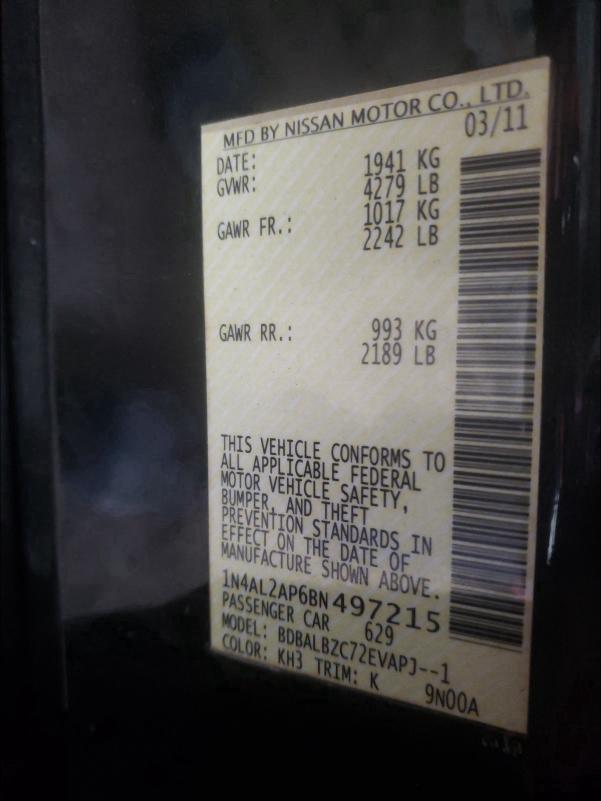 MFD BY NISSAN MOTOR CO., LTD.
DATE: 03/11
GVWR: 1941 KG
4279 LB
GAWR FR.: 1017 KG
2242 LB
GAWR RR.: 993 KG
2189 LB
THIS VEHICLE CONFORMS TO
ALL APPLICABLE FEDERAL
MOTOR VEHICLE SAFETY,
BUMPER, AND THEFT
PREVENTION STANDARDS IN
EFFECT ON THE DATE OF
MANUFACTURE SHOWN ABOVE.
1N4AL2AP6BN497215
PASSENGER CAR 629
MODEL: BDBALBZC72EVAPJ--1
COLOR: KH3 TRIM: K 9N00A